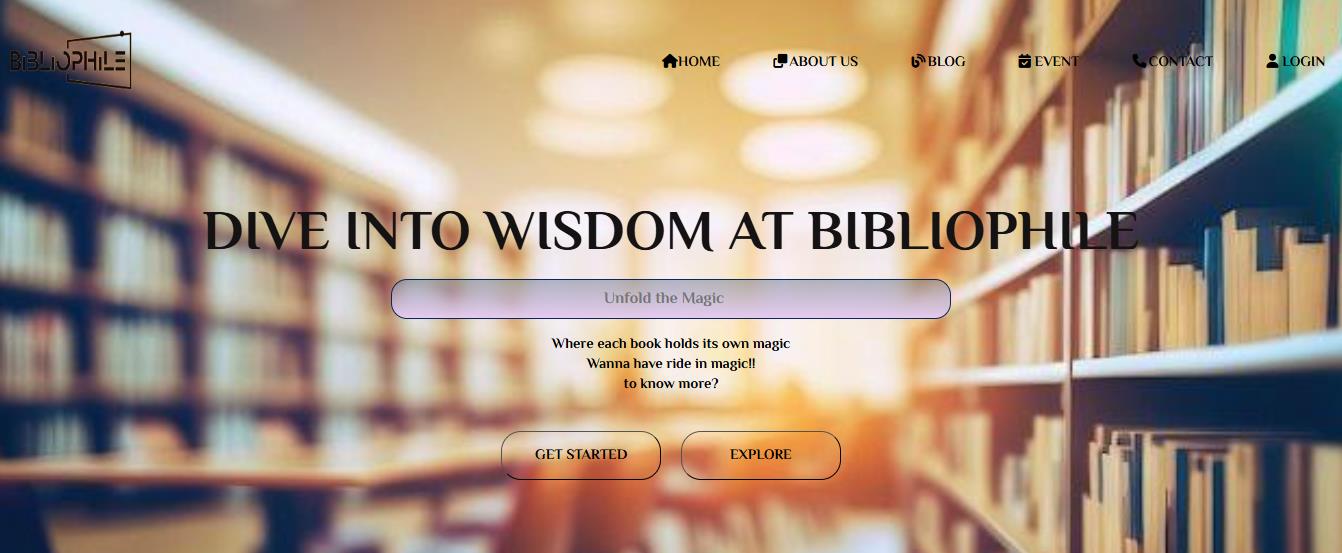 BiBLiOPHiLE
HOME ABOUT US BLOG EVENT CONTACT LOGIN
DIVE INTO WISDOM AT BIBLIOPHILE
Unfold the Magic
Where each book holds its own magic
Wanna have ride in magic!!
to know more?
GET STARTED EXPLORE